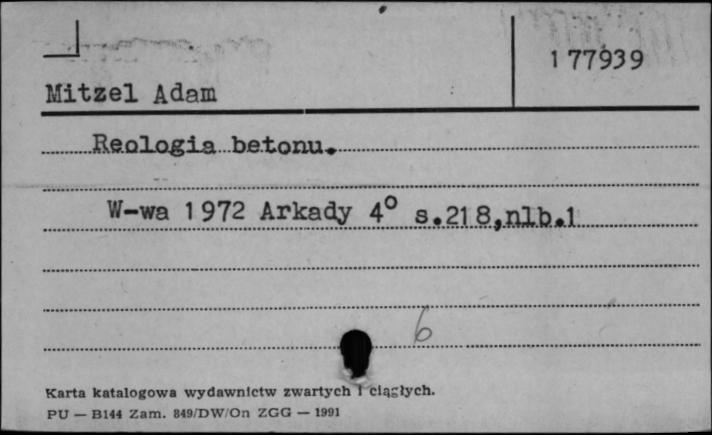 177939
Mitzel Adam
Reologia betonu.
W-wa 1972 Arkady 4° s.218,nlb.1
6
Karta katalogowa wydawnictw zwartych i ciągłych.
PU — B144 Zam. 849/DW/On ZGG — 1991